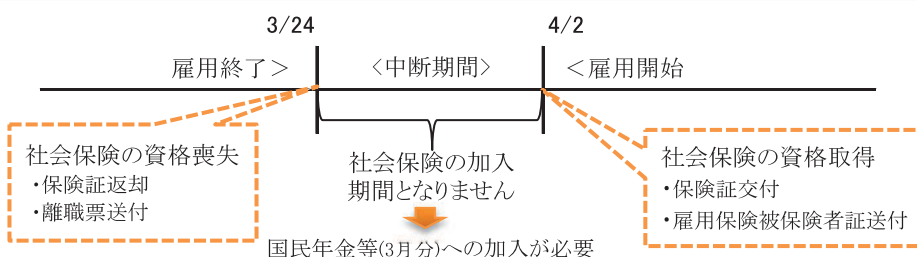 3/24
4/2
雇用終了＞
＜中断期間＞
＜雇用開始
社会保険の資格喪失
・保険証返却
・離職票送付
社会保険の加入
期間となりません
社会保険の資格取得
・保険証交付
・雇用保険被保険者証送付
国民年金等(3月分)への加入が必要